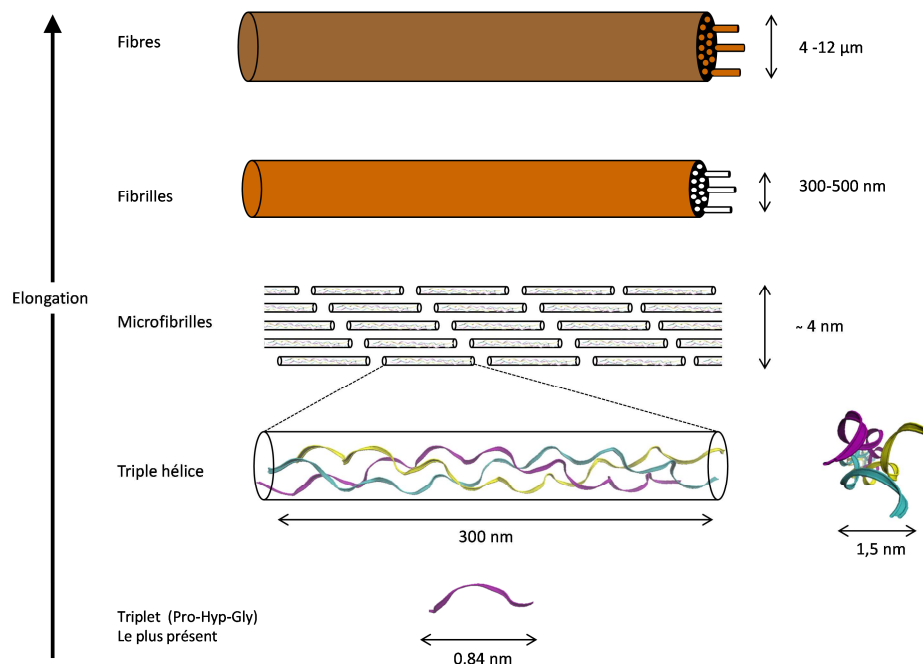 Fibres
4 -12 µm
Fibrilles
300-500 nm
Elongation
Microfibrilles
~ 4 nm
Triple hélice
300 nm
1,5 nm
Triplet (Pro-Hyp-Gly)
Le plus présent
0,84 nm